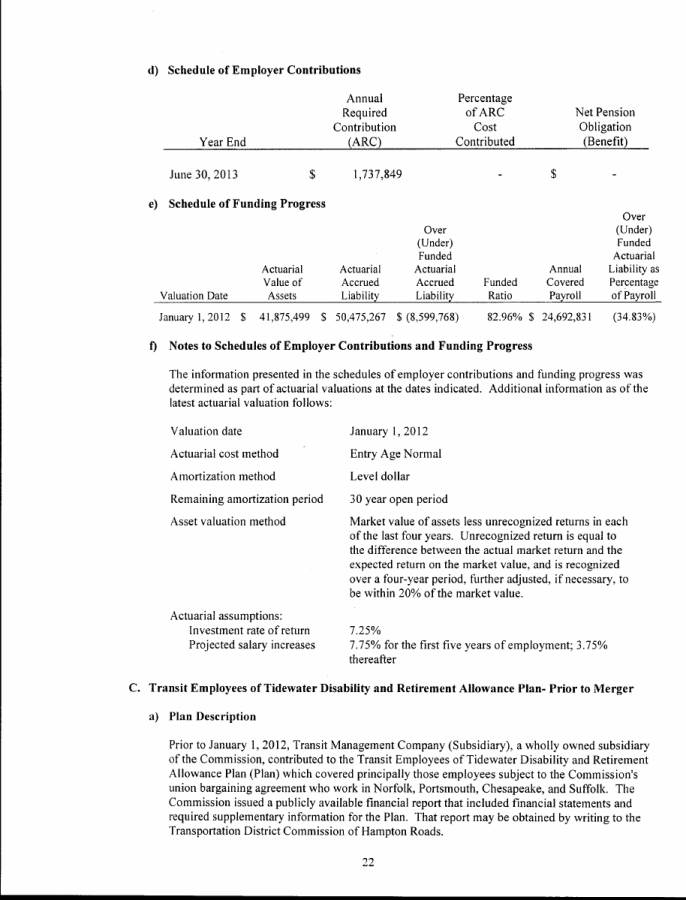 d) Schedule of Employer Contributions
Annual Percentage
Required of ARC Net Pension
Contribution Cost Obligation
Year End (ARC) Contributed (Benefit)
June 30, 2013 $ 1,737,849 - $ -
e) Schedule of Funding Progress
Over
Over (Under)
(Under) Funded
Funded Actuarial
Actuarial Actuarial Actuarial Annual Liability as
Value of Accrued Accrued Funded Covered Percentage
Valuation Date Assets Liability Liability Ratio Payroll of Payroll
January 1, 2012 $ 41,875,499 $ 50,475,267 $ (8,599,768) 82.96% $ 24,692,831 (34.83%)
f) Notes to Schedules of Employer Contributions and Funding Progress
The information presented in the schedules of employer contributions and funding progress was
determined as part of actuarial valuations at the dates indicated. Additional information as of the
latest actuarial valuation follows:
Valuation date January 1, 2012
Actuarial cost method Entry Age Normal
Amortization method Level dollar
Remaining amortization period 30 year open period
Asset valuation method Market value of assets less unrecognized returns in each
of the last four years. Unrecognized return is equal to
the difference between the actual market return and the
expected return on the market value, and is recognized
over a four-year period, further adjusted, if necessary, to
be within 20% of the market value.
Actuarial assumptions:
Investment rate of return 7.25%
Projected salary increases 7.75% for the first five years of employment; 3.75%
thereafter
C. Transit Employees of Tidewater Disability and Retirement Allowance Plan- Prior to Merger
a) Plan Description
Prior to January 1, 2012, Transit Management Company (Subsidiary), a wholly owned subsidiary
of the Commission, contributed to the Transit Employees of Tidewater Disability and Retirement
Allowance Plan (Plan) which covered principally those employees subject to the Commission's
union bargaining agreement who work in Norfolk, Portsmouth, Chesapeake, and Suffolk. The
Commission issued a publicly available financial report that included financial statements and
required supplementary information for the Plan. That report may be obtained by writing to the
Transportation District Commission of Hampton Roads.
22